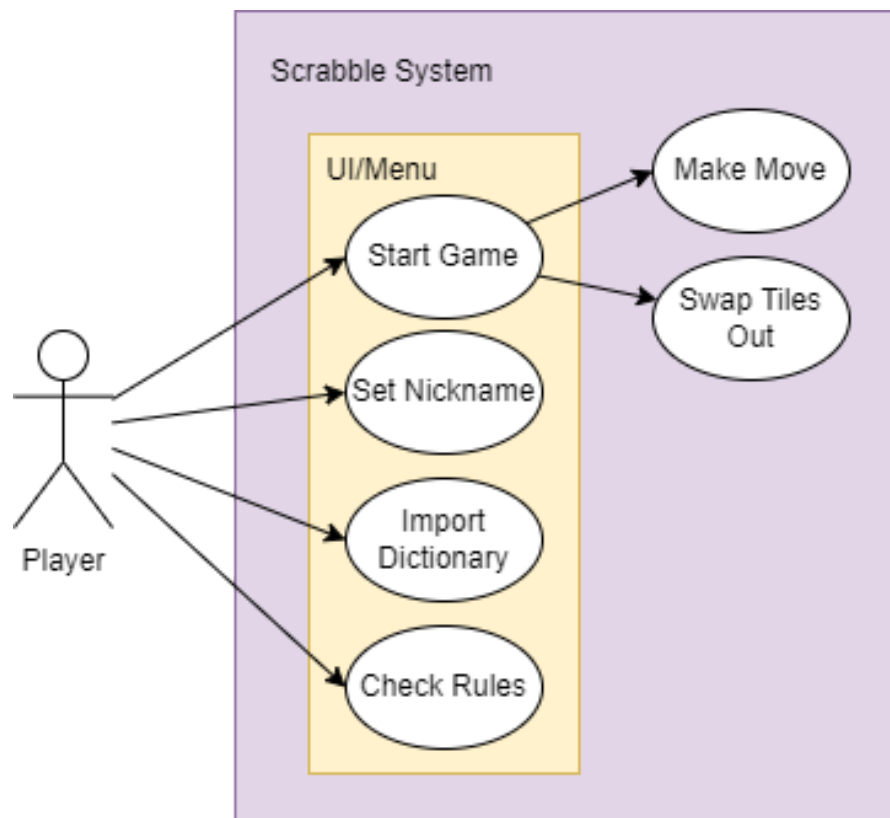 Scrabble System
UI/Menu
Make Move
Start Game
Swap Tiles
Out
Set Nickname
Import
Dictionary
Player
Check Rules